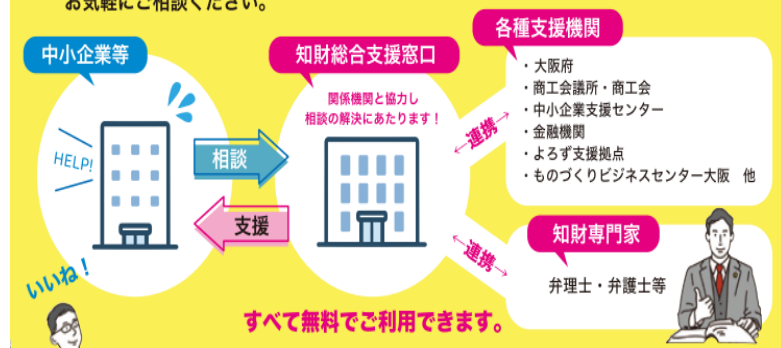 お気軽にご相談ください。
中小企業等
知財総合支援窓口
各種支援機関
関係機関と協力し
相談の解決にあたります！
・大阪府
・商工会議所・商工会
・中小企業支援センター
・金融機関
・よろず支援拠点
・ものづくりビジネスセンター大阪　他
HELP!
相談
支援
連携
連携
知財専門家
弁理士・弁護士等
いいね！
すべて無料でご利用できます。